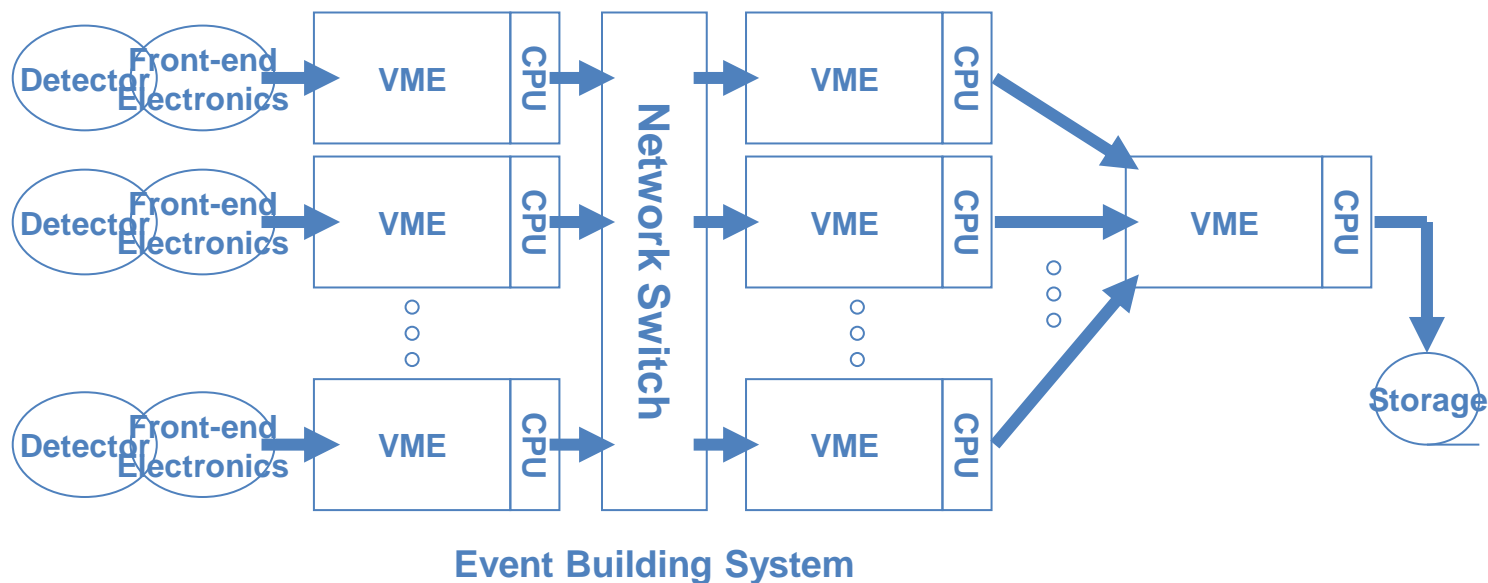 Detector
Front-end
Electronics
VME
CPU
VME
CPU
Detector
Front-end
Electronics
VME
CPU
Network Switch
VME
CPU
VME
CPU
Detector
Front-end
Electronics
VME
CPU
VME
CPU
Storage
Event Building System